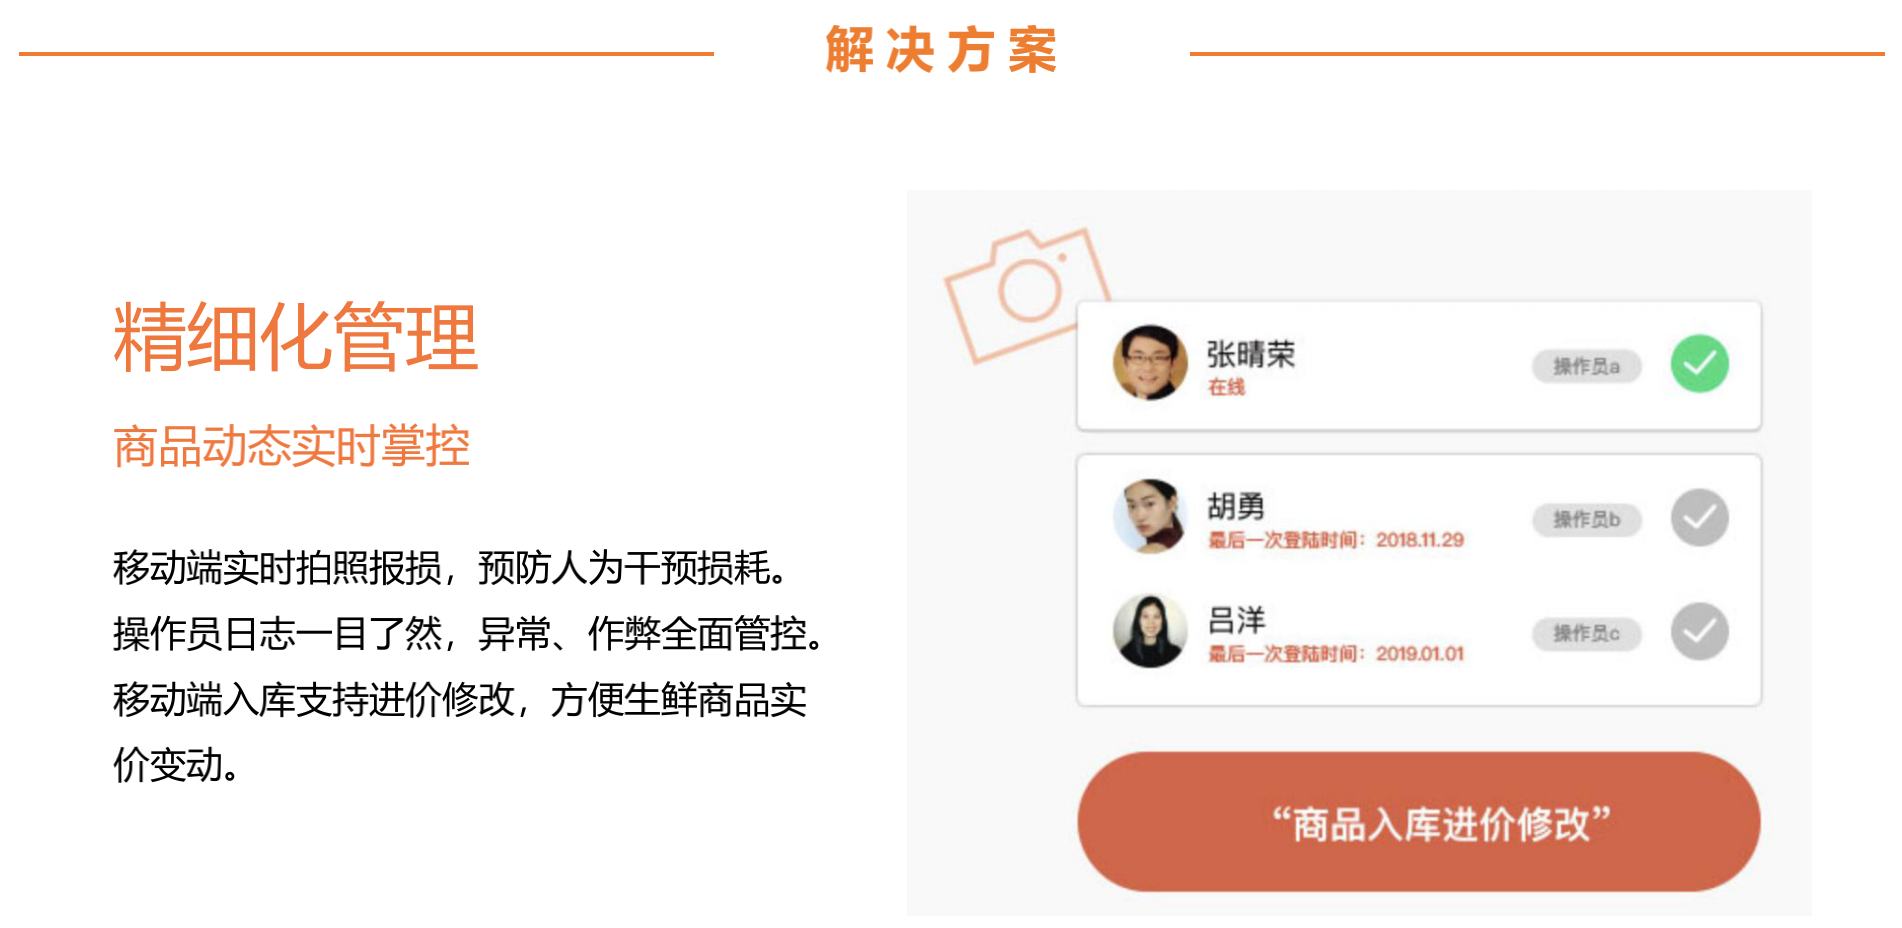 解决方案
精细化管理
商品动态实时掌控
移动端实时拍照报损，预防人为干预损耗。
操作员日志一目了然，异常、作弊全面管控。
移动端入库支持进价修改，方便生鲜商品实
价变动。
张晴荣
在线
操作员a
胡勇
最后一次登陆时间：2018.11.29
操作员b
吕洋
最后一次登陆时间：2019.01.01
操作员c
“商品入库进价修改”